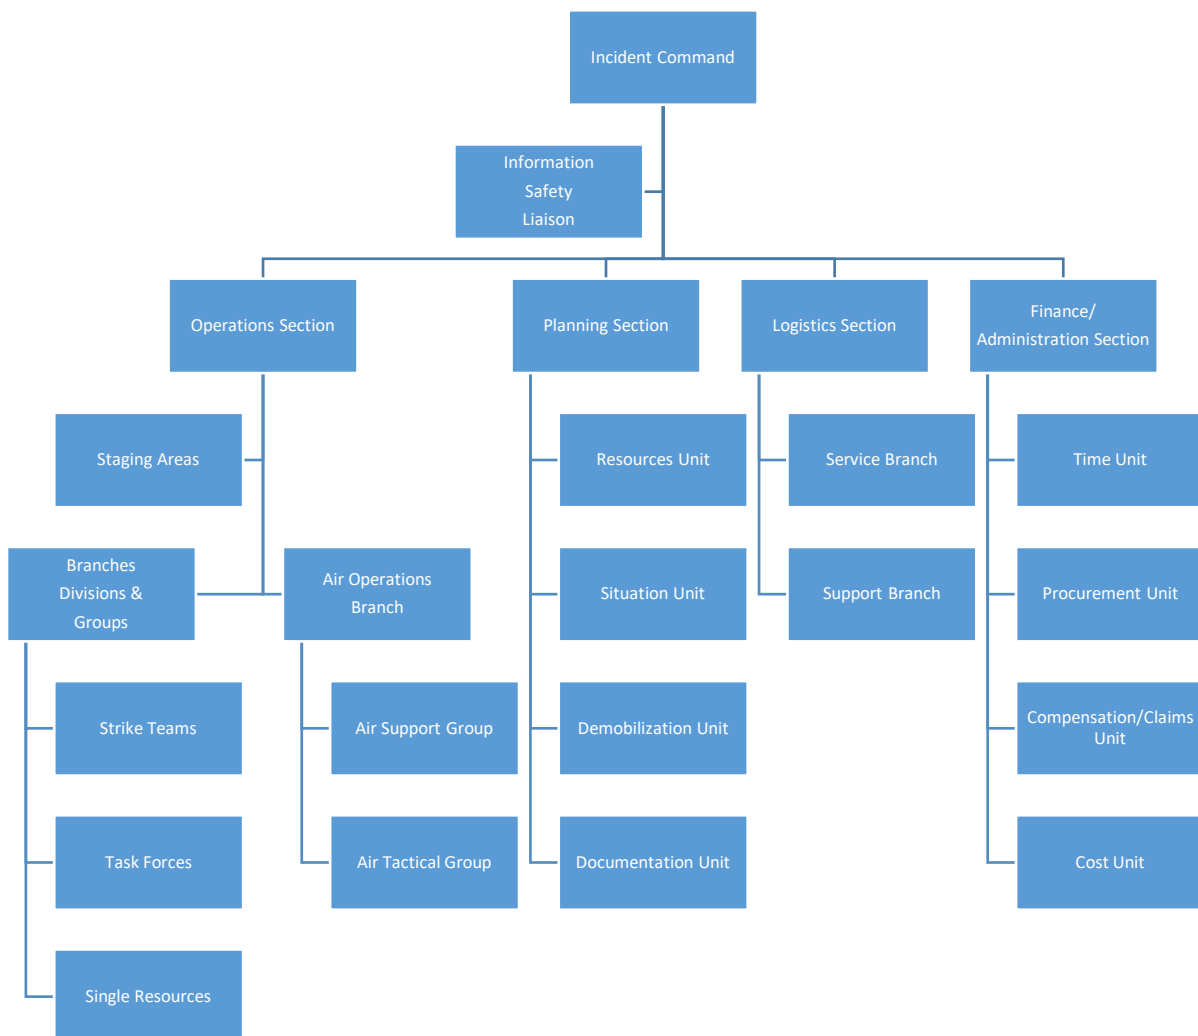 Incident Command
Information
Safety
Liaison
Operations Section
Planning Section
Logistics Section
Finance/
Administration Section
Staging Areas
Resources Unit
Service Branch
Time Unit
Branches
Divisions &
Groups
Air Operations
Branch
Situation Unit
Support Branch
Procurement Unit
Strike Teams
Air Support Group
Demobilization Unit
Compensation/Claims
Unit
Task Forces
Air Tactical Group
Documentation Unit
Cost Unit
Single Resources